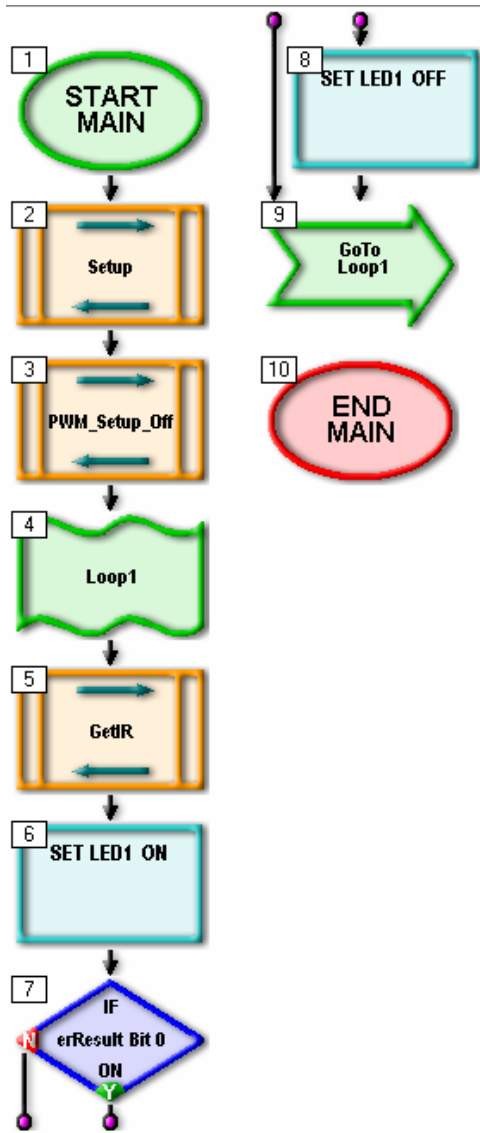 1
START
MAIN
2
Setup
3
PWM_Setup_Off
4
Loop1
5
GetIR
6
SET LED1 ON
7
IF
erResult Bit 0
ON
N
Y
8
SET LED1 OFF
9
GoTo
Loop1
10
END
MAIN